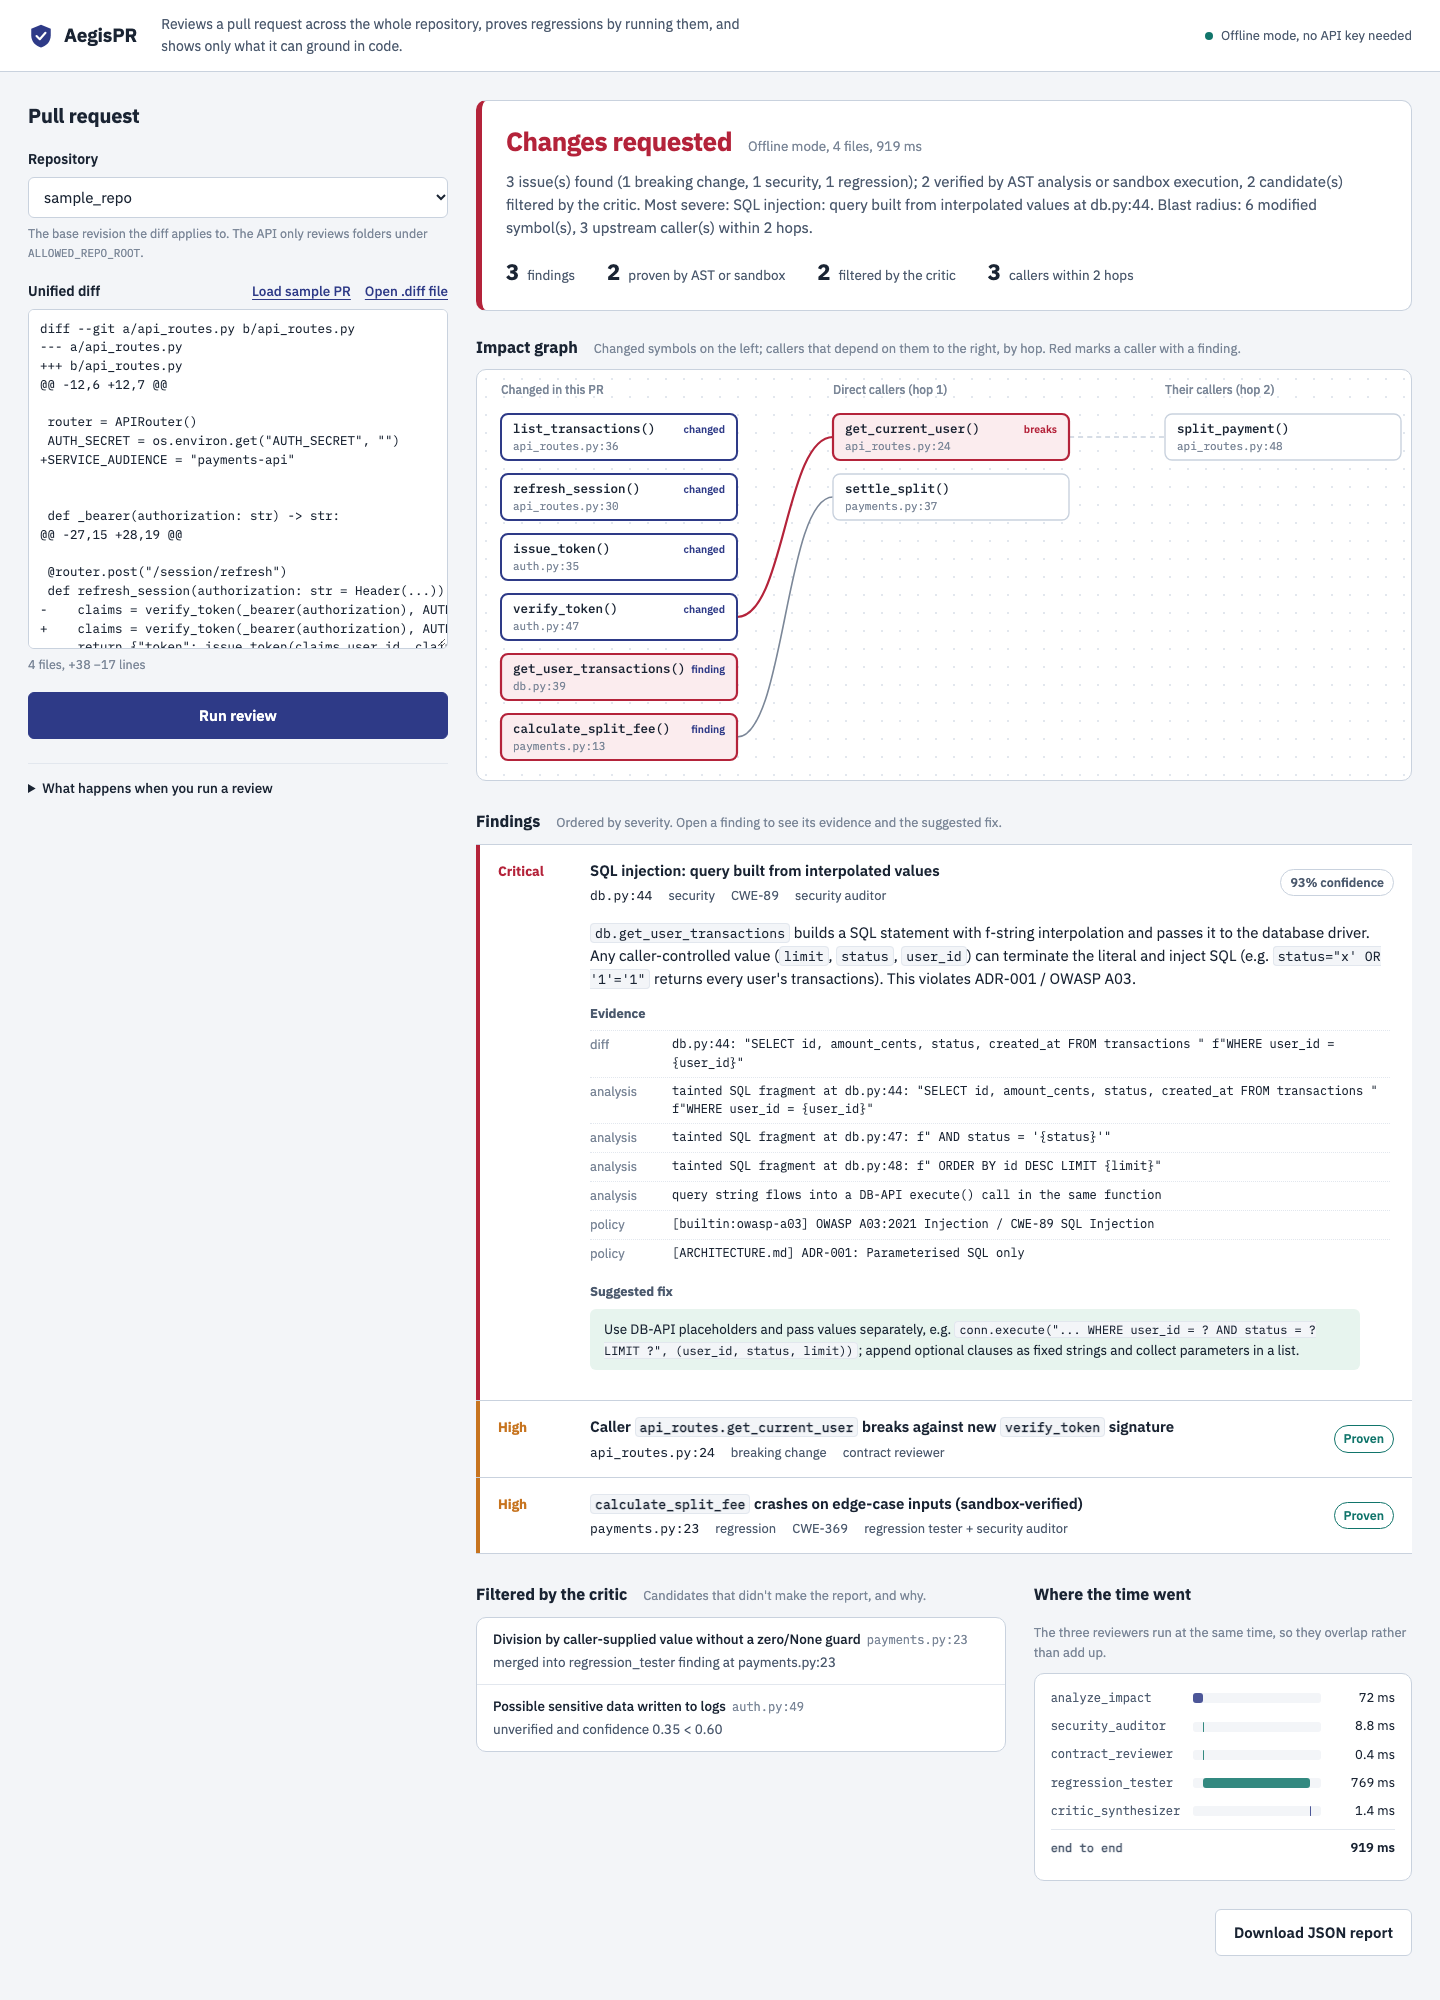 AegisPR
Reviews a pull request across the whole repository, proves regressions by running them, and
shows only what it can ground in code.
Offline mode, no API key needed
Pull request
Repository
sample_repo
The base revision the diff applies to. The API only reviews folders under
ALLOWED_REPO_ROOT.
Unified diff
Load sample PR
Open .diff file
diff --git a/api_routes.py b/api_routes.py
--- a/api_routes.py
+++ b/api_routes.py
@@ -12,6 +12,7 @@
router = APIRouter()
AUTH_SECRET = os.environ.get("AUTH_SECRET", "")
+SERVICE_AUDIENCE = "payments-api"
def _bearer(authorization: str) -> str:
@@ -27,15 +28,19 @@
@router.post("/session/refresh")
def refresh_session(authorization: str = Header(...))
-    claims = verify_token(_bearer(authorization), AUT
+    claims = verify_token(_bearer(authorization), AUT
return {"token": issue_token(claims.user_id, clai
4 files, +38 −17 lines
Run review
What happens when you run a review
Changes requested
Offline mode, 4 files, 919 ms
3 issue(s) found (1 breaking change, 1 security, 1 regression); 2 verified by AST analysis or sandbox execution, 2 candidate(s)
filtered by the critic. Most severe: SQL injection: query built from interpolated values at db.py:44. Blast radius: 6 modified
symbol(s), 3 upstream caller(s) within 2 hops.
3 findings
2 proven by AST or sandbox
2 filtered by the critic
3 callers within 2 hops
Impact graph
Changed symbols on the left; callers that depend on them to the right, by hop. Red marks a caller with a finding.
Changed in this PR
Direct callers (hop 1)
Their callers (hop 2)
list_transactions() changed
api_routes.py:36
get_current_user() breaks
api_routes.py:24
split_payment()
api_routes.py:48
refresh_session() changed
api_routes.py:30
settle_split()
payments.py:37
issue_token() changed
auth.py:35
verify_token() changed
auth.py:47
get_user_transactions() finding
db.py:39
calculate_split_fee() finding
payments.py:13
Findings
Ordered by severity. Open a finding to see its evidence and the suggested fix.
Critical
SQL injection: query built from interpolated values
db.py:44 security CWE-89 security auditor
93% confidence
db.get_user_transactions builds a SQL statement with f-string interpolation and passes it to the database driver.
Any caller-controlled value (limit, status, user_id) can terminate the literal and inject SQL (e.g. status="x' OR
'1'='1" returns every user's transactions). This violates ADR-001 / OWASP A03.
Evidence
diff db.py:44: "SELECT id, amount_cents, status, created_at FROM transactions " f"WHERE user_id =
{user_id}"
analysis tainted SQL fragment at db.py:44: "SELECT id, amount_cents, status, created_at FROM transactions "
f"WHERE user_id = {user_id}"
analysis tainted SQL fragment at db.py:47: f" AND status = '{status}'"
analysis tainted SQL fragment at db.py:48: f" ORDER BY id DESC LIMIT {limit}"
analysis query string flows into a DB-API execute() call in the same function
policy [builtin:owasp-a03] OWASP A03:2021 Injection / CWE-89 SQL Injection
policy [ARCHITECTURE.md] ADR-001: Parameterised SQL only
Suggested fix
Use DB-API placeholders and pass values separately, e.g. conn.execute("... WHERE user_id = ? AND status = ?
LIMIT ?", (user_id, status, limit)); append optional clauses as fixed strings and collect parameters in a list.
High
Caller api_routes.get_current_user breaks against new verify_token signature
api_routes.py:24 breaking change contract reviewer
Proven
High
calculate_split_fee crashes on edge-case inputs (sandbox-verified)
payments.py:23 regression CWE-369 regression tester + security auditor
Proven
Filtered by the critic
Candidates that didn't make the report, and why.
Division by caller-supplied value without a zero/None guard payments.py:23
merged into regression_tester finding at payments.py:23
Possible sensitive data written to logs auth.py:49
unverified and confidence 0.35 < 0.60
Where the time went
The three reviewers run at the same time, so they overlap rather
than add up.
analyze_impact 72 ms
security_auditor 8.8 ms
contract_reviewer 0.4 ms
regression_tester 769 ms
critic_synthesizer 1.4 ms
end to end 919 ms
Download JSON report